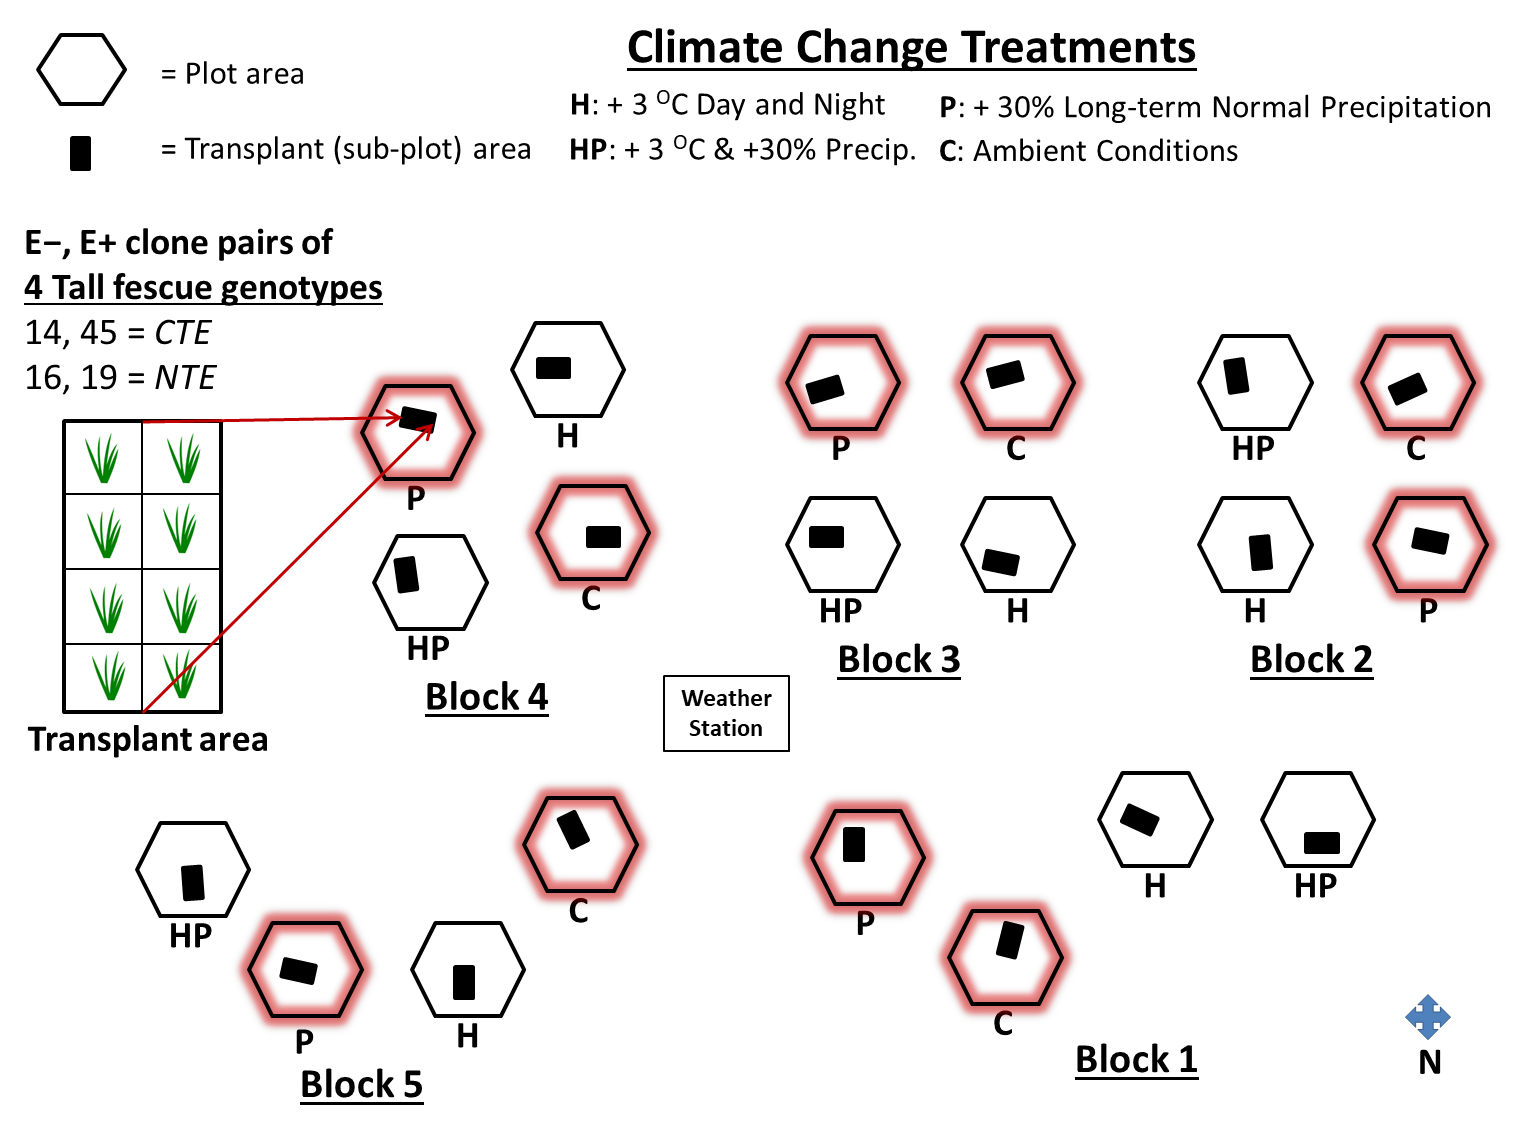 Climate Change Treatments
= Plot area
= Transplant (sub-plot) area
H: + 3 ᴼC Day and Night
P: + 30% Long-term Normal Precipitation
HP: + 3 ᴼC & +30% Precip.
C: Ambient Conditions
E−, E+ clone pairs of
4 Tall fescue genotypes
14, 45 = CTE
16, 19 = NTE
Transplant area
H
P
C
HP
Block 4
P
C
HP
H
Block 3
HP
C
H
P
Block 2
Weather
Station
HP
C
P
H
Block 5
H
HP
P
C
Block 1
N